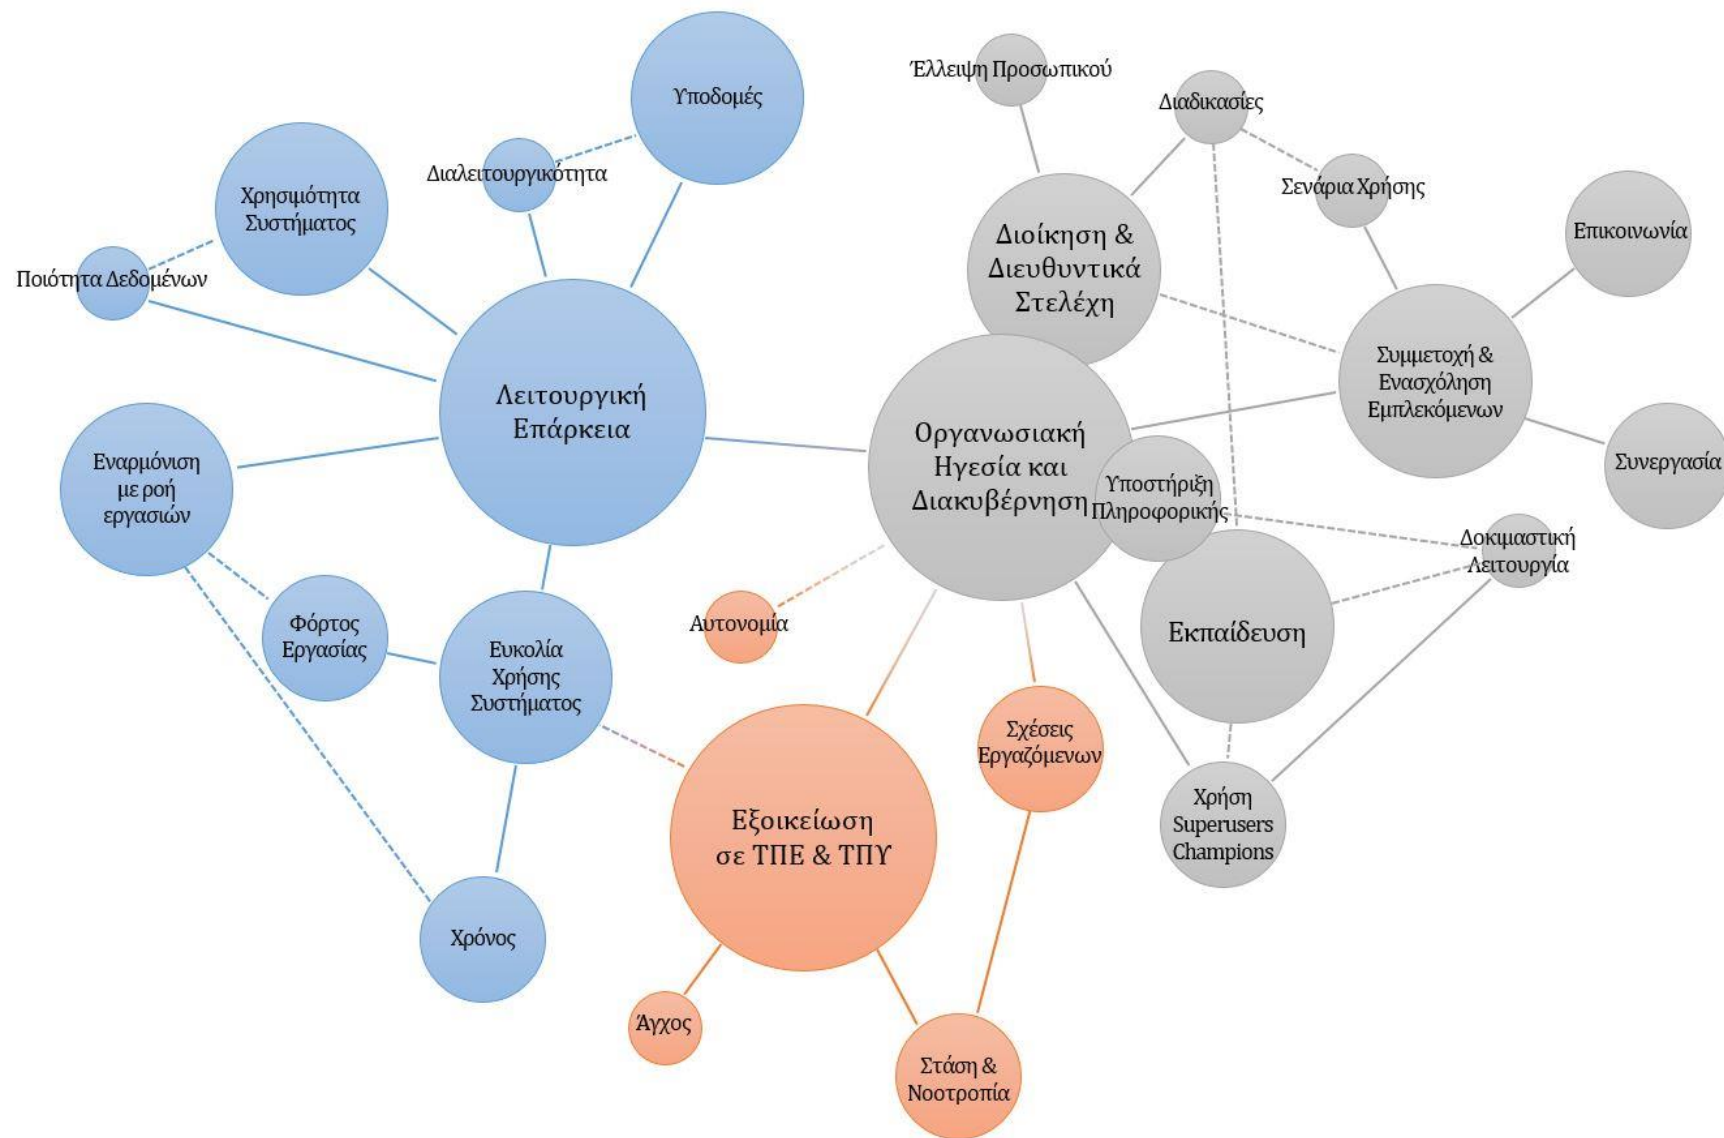 Υποδομές
Έλλειψη Προσωπικού
Διαδικασίες
Διαλειτουργικότητα
Σενάρια Χρήσης
Χρησιμότητα
Συστήματος
Επικοινωνία
Διοίκηση &
Διευθυντικά
Στελέχη
Ποιότητα Δεδομένων
Συμμετοχή &
Ενασχόληση
Εμπλεκόμενων
Λειτουργική
Επάρκεια
Οργανωσιακή
Ηγεσία και
Διακυβέρνηση
Συνεργασία
Εναρμόνιση
με ροή
εργασιών
Υποστήριξη
Πληροφορικής
Δοκιμαστική
Λειτουργία
Φόρτος
Εργασίας
Αυτονομία
Εκπαίδευση
Ευκολία
Χρήσης
Συστήματος
Σχέσεις
Εργαζόμενων
Χρήση
Superusers
Champions
Εξοικείωση
σε ΤΠΕ & ΤΠΥ
Χρόνος
Άγχος
Στάση &
Νοοτροπία